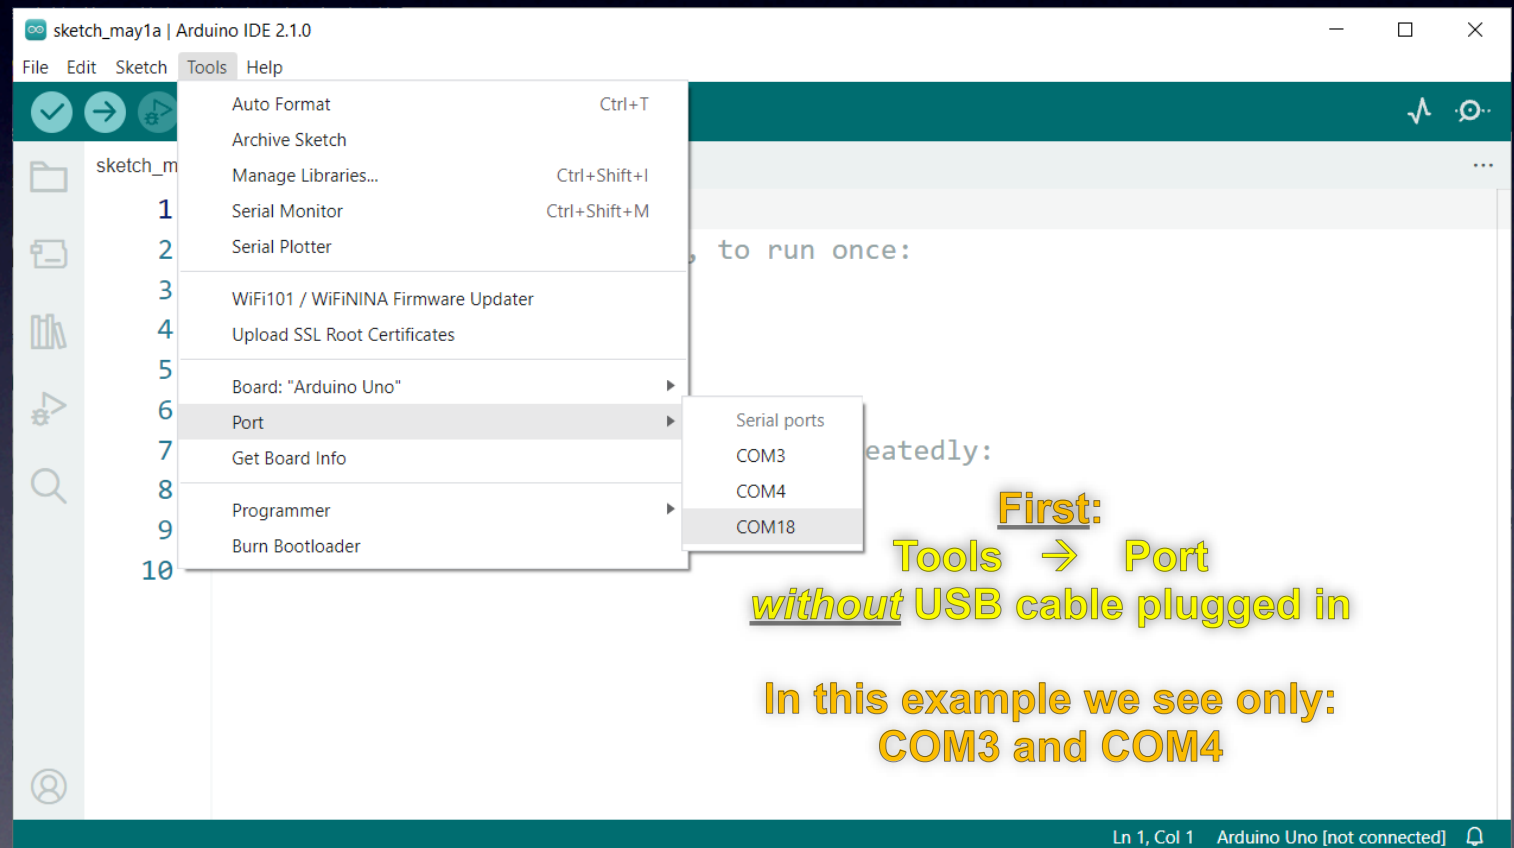 sketch_may1a | Arduino IDE 2.1.0
File Edit Sketch Tools Help
sketch_m
Auto Format Ctrl+T
Archive Sketch
Manage Libraries... Ctrl+Shift+I
Serial Monitor Ctrl+Shift+M
Serial Plotter
WiFi101 / WiFiNINA Firmware Updater
Upload SSL Root Certificates
Board: "Arduino Uno"
Port
Get Board Info
Programmer
Burn Bootloader
Serial ports
COM3
COM4
COM18
1
2 , to run once:
3
4
5
6
7 eatedly:
8
9
10
First:
Tools → Port
without USB cable plugged in
In this example we see only:
COM3 and COM4
Ln 1, Col 1 Arduino Uno [not connected]